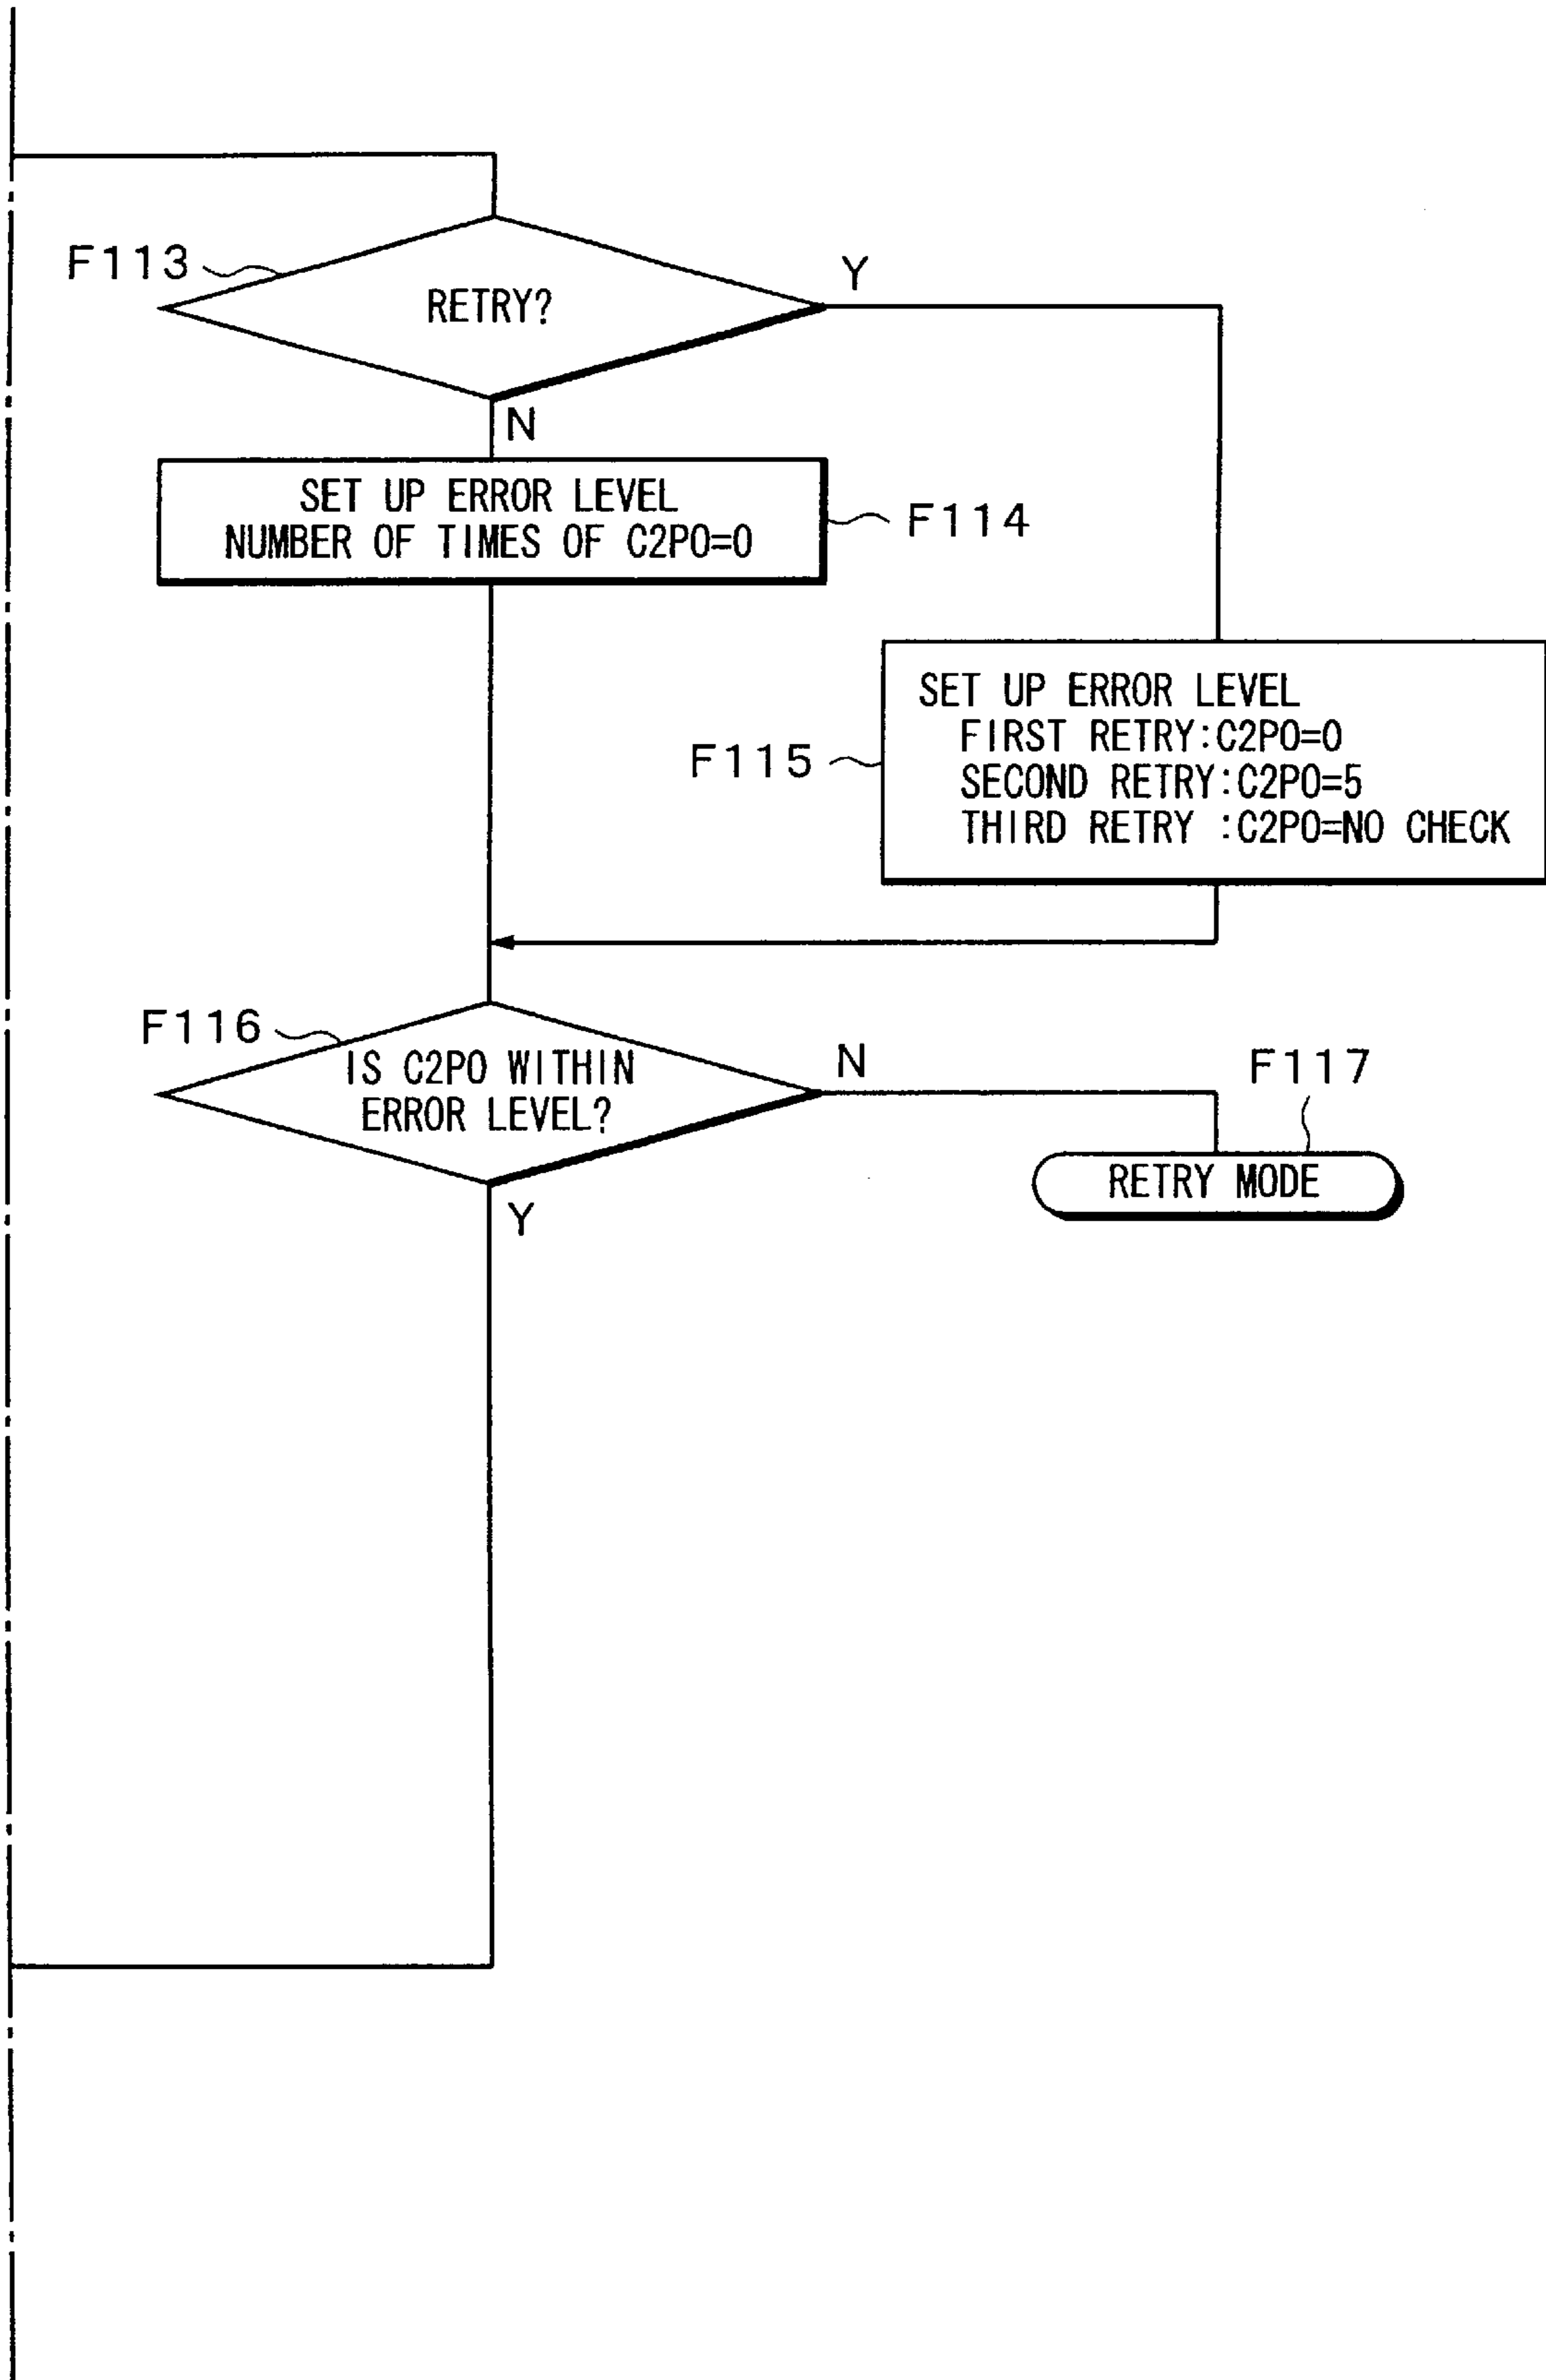 F113
RETRY?
Y
N
SET UP ERROR LEVEL
NUMBER OF TIMES OF C2PO=0
F114
SET UP ERROR LEVEL
FIRST RETRY:C2PO=0
SECOND RETRY:C2PO=5
THIRD RETRY :C2PO=NO CHECK
F115
F116
IS C2PO WITHIN
ERROR LEVEL?
N
Y
F117
RETRY MODE